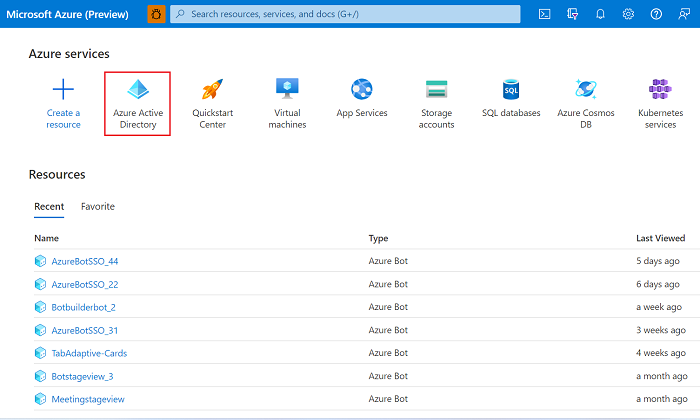 Microsoft Azure (Preview) Search resources, services, and docs (G+/)
Azure services
Create a resource
Azure Active Directory
Quickstart Center
Virtual machines
App Services
Storage accounts
SQL
SQL databases
Azure Cosmos DB
Kubernetes services
Resources
Recent Favorite
Name Type Last Viewed
AzureBotSSO_44 Azure Bot 5 days ago
AzureBotSSO_22 Azure Bot 6 days ago
Botbuilderbot_2 Azure Bot a week ago
AzureBotSSO_31 Azure Bot 3 weeks ago
TabAdaptive-Cards Azure Bot 4 weeks ago
Botstageview_3 Azure Bot a month ago
Meetingstageview Azure Bot a month ago